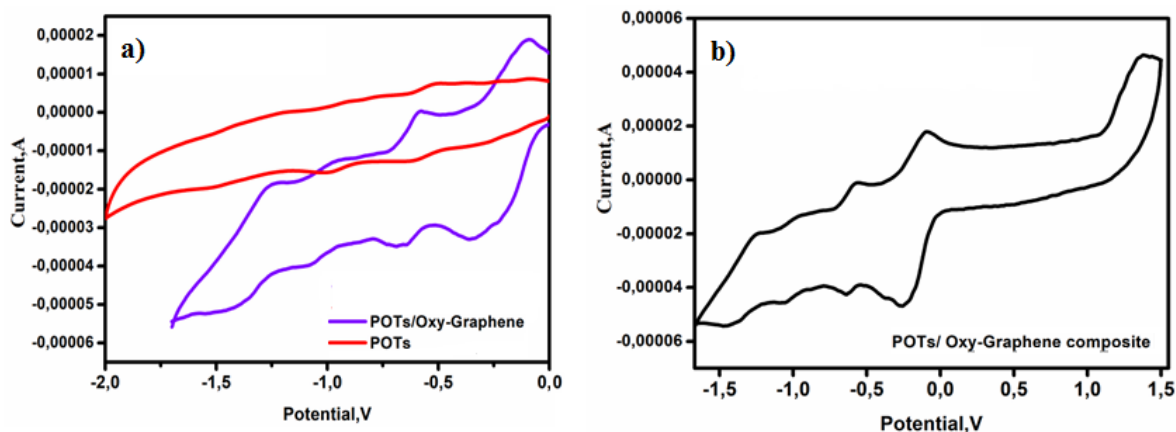 a)
0,00002
0,00001
0,00000
-0,00001
-0,00002
-0,00003
-0,00004
-0,00005
-0,00006
Current,A
-2,0 -1,5 -1,0 -0,5 0,0
Potential,V
POTs/Oxy-Graphene
POTs
b)
0,00006
0,00004
0,00002
0,00000
-0,00002
-0,00004
-0,00006
Current,A
-1,5 -1,0 -0,5 0,0 0,5 1,0 1,5
Potential,V
POTs/ Oxy-Graphene composite